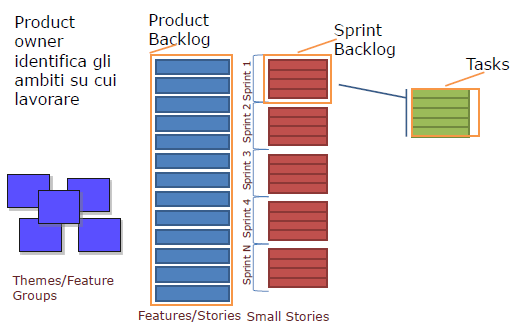 Product
owner
identifica gli
ambiti su cui
lavorare
Product
Backlog
Sprint
Backlog
Tasks
Sprint 1
Sprint 2
Sprint 3
Sprint 4
Sprint N
Themes/Feature
Groups
Features/Stories
Small Stories